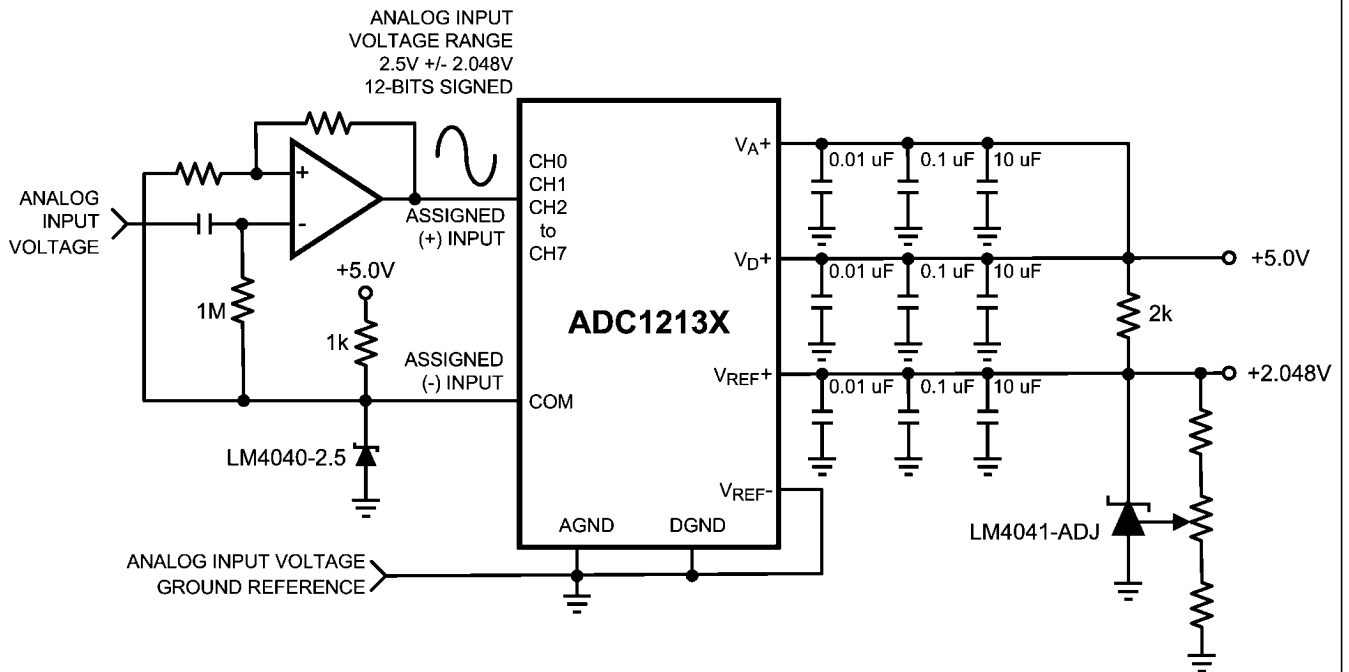 ANALOG INPUT
VOLTAGE RANGE
2.5V +/- 2.048V
12-BITS SIGNED
+
-
ANALOG
INPUT
VOLTAGE
ASSIGNED
(+) INPUT
CH0
CH1
CH2
to
CH7
VA+
0.01 uF 0.1 uF 10 uF
VD+
0.01 uF 0.1 uF 10 uF
+5.0V
+5.0V
1M
1k
2k
ADC1213X
ASSIGNED
(-) INPUT
COM
VREF+
0.01 uF 0.1 uF 10 uF
+2.048V
LM4040-2.5
VREF-
LM4041-ADJ
AGND
DGND
ANALOG INPUT VOLTAGE
GROUND REFERENCE